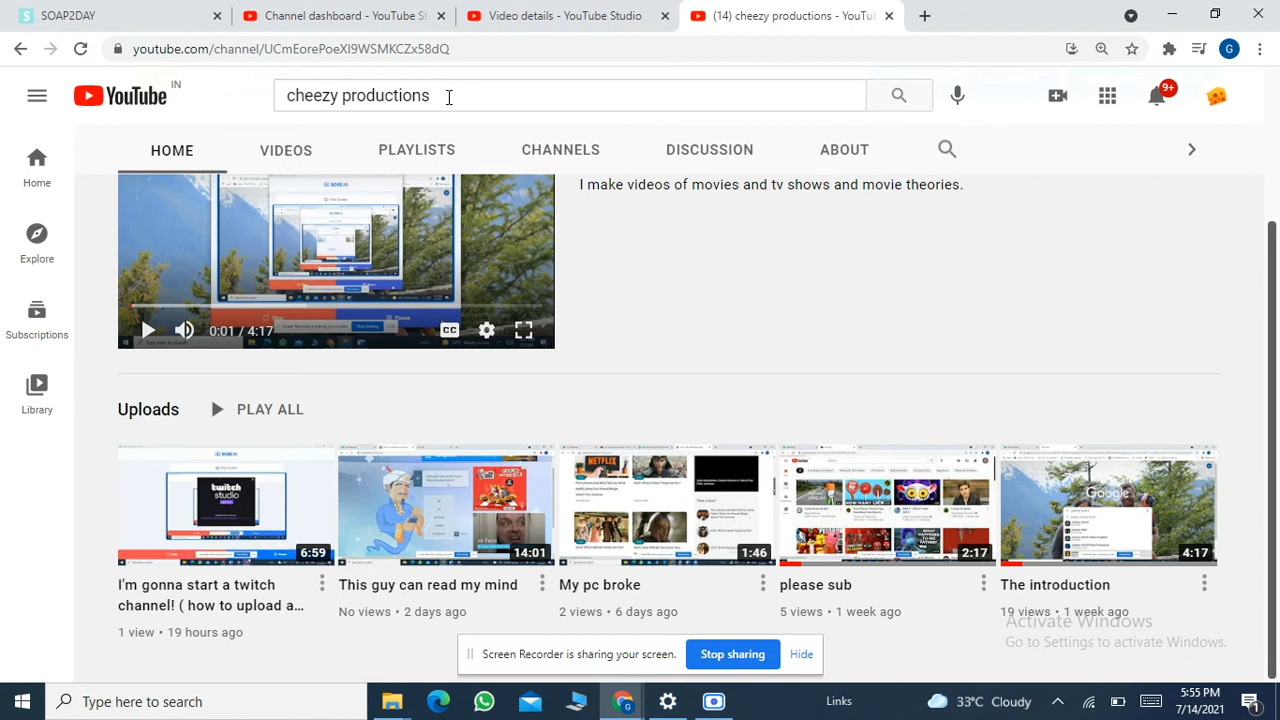 SOAP2DAY
Channel dashboard - YouTube St
Video details - YouTube Studio
(14) cheezy productions - YouTu
youtube.com/channel/UCmEorePoeXI9WSMKCZx58dQ
G
YouTube IN
cheezy productions
9+
HOME
VIDEOS
PLAYLISTS
CHANNELS
DISCUSSION
ABOUT
Home
Explore
Subscriptions
Library
I make videos of movies and tv shows and movie theories.
0:01 / 4:17
CC
Uploads
PLAY ALL
twitch
studio
6:59
14:01
NETFLIX
1:46
2:17
Google
4:17
I'm gonna start a twitch
channel! ( how to upload a...
1 view • 19 hours ago
This guy can read my mind
No views • 2 days ago
My pc broke
2 views • 6 days ago
please sub
5 views • 1 week ago
The introduction
19 views • 1 week ago
Activate Windows
Go to Settings to activate Windows.
Screen Recorder is sharing your screen.
Stop sharing
Hide
Type here to search
Links
33°C Cloudy
5:55 PM
7/14/2021
1